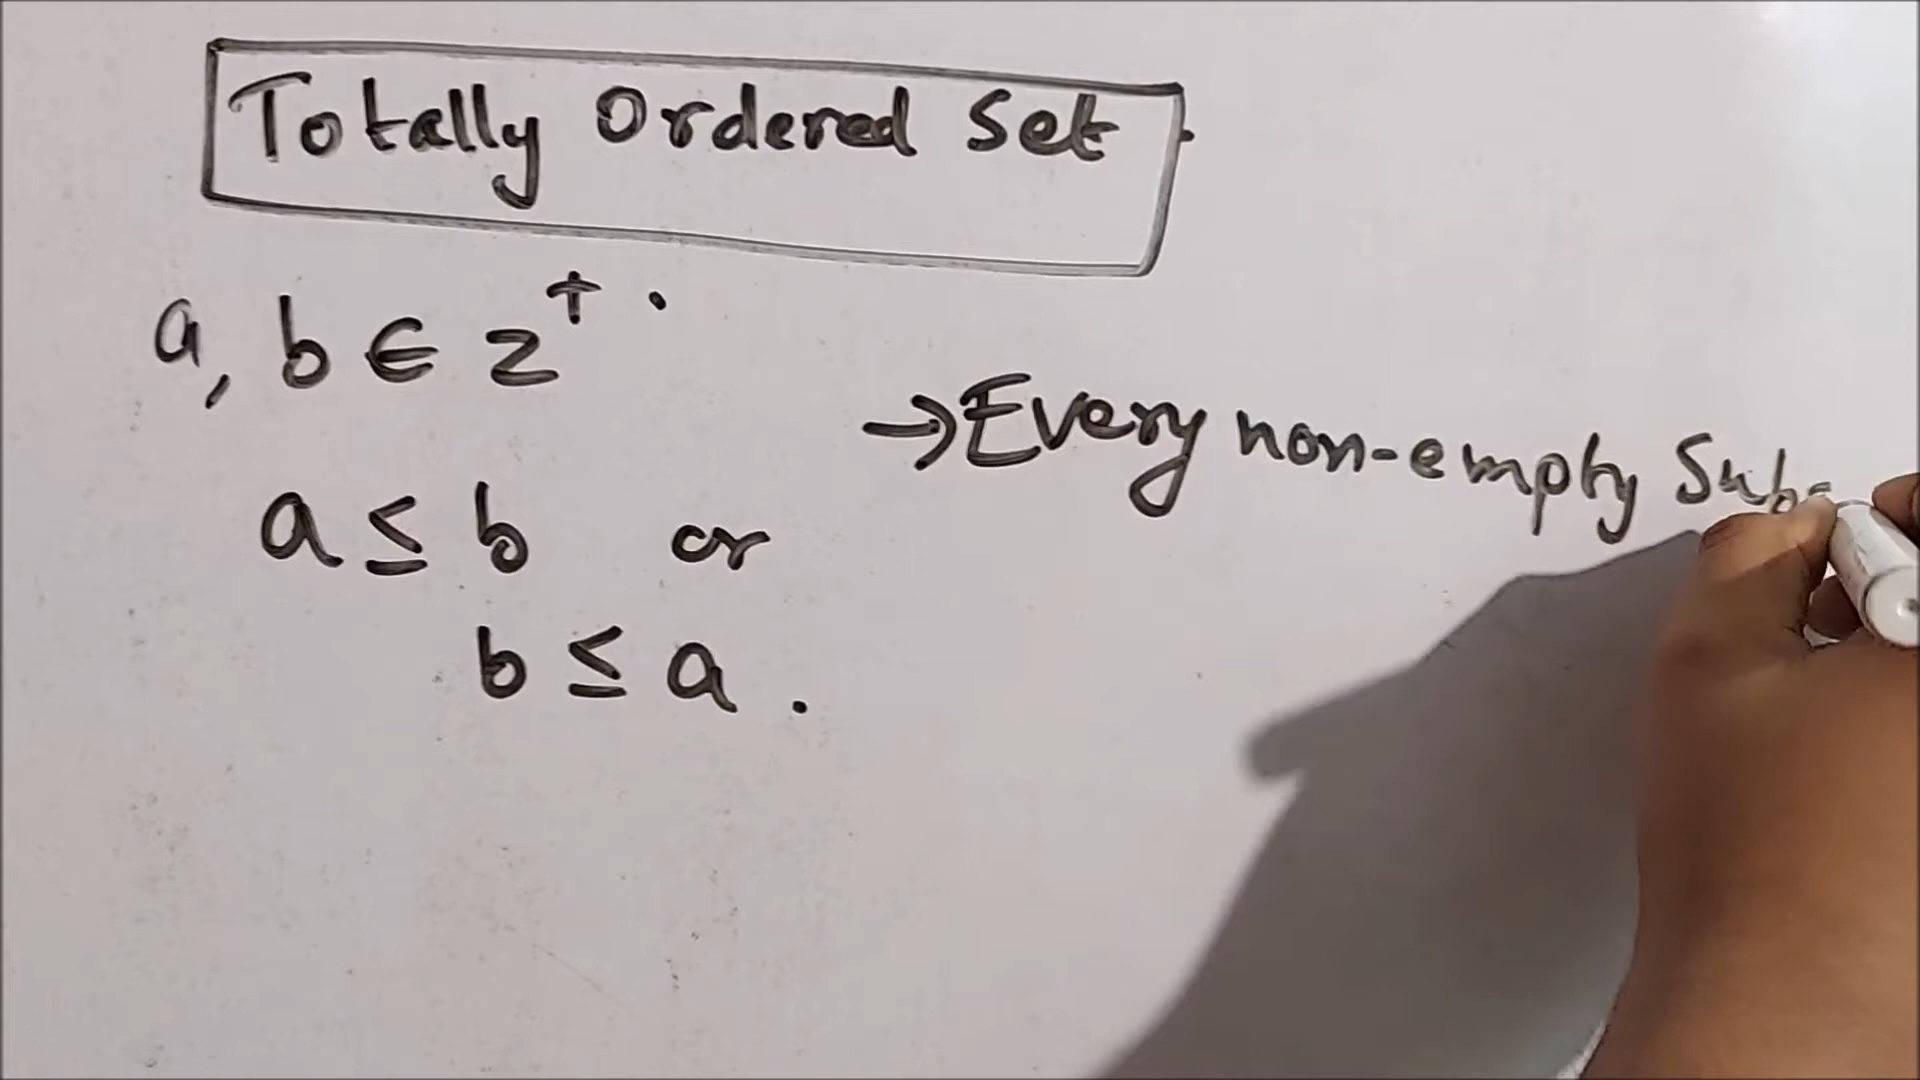 Totally Ordered Set.
a, b ∈ z⁺.
a ≤ b or
b ≤ a.
→ Every non-empty